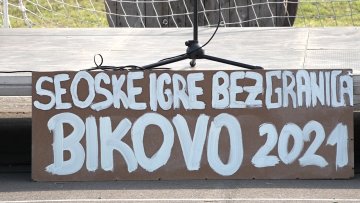 SEOSKE IGRE BEZ GRANICA
BIKOVO 2021